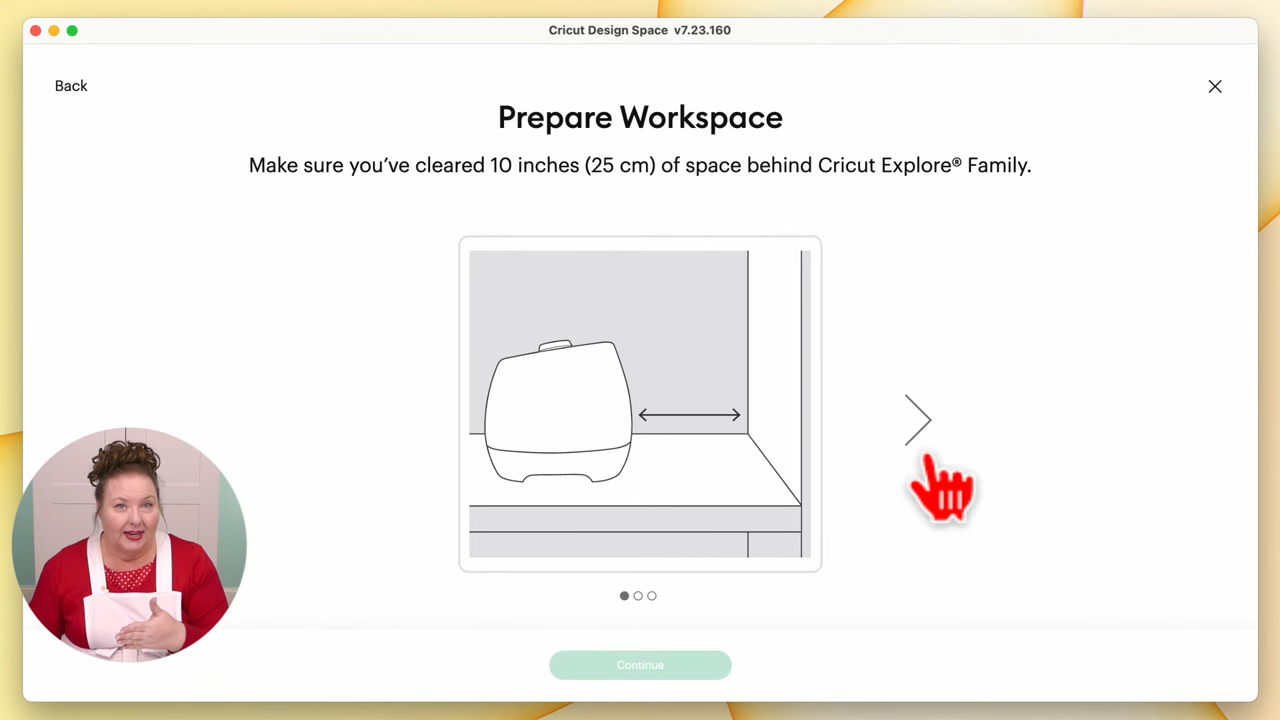 Cricut Design Space v7.23.160
Back
Prepare Workspace
Make sure you’ve cleared 10 inches (25 cm) of space behind Cricut Explore® Family.
Continue